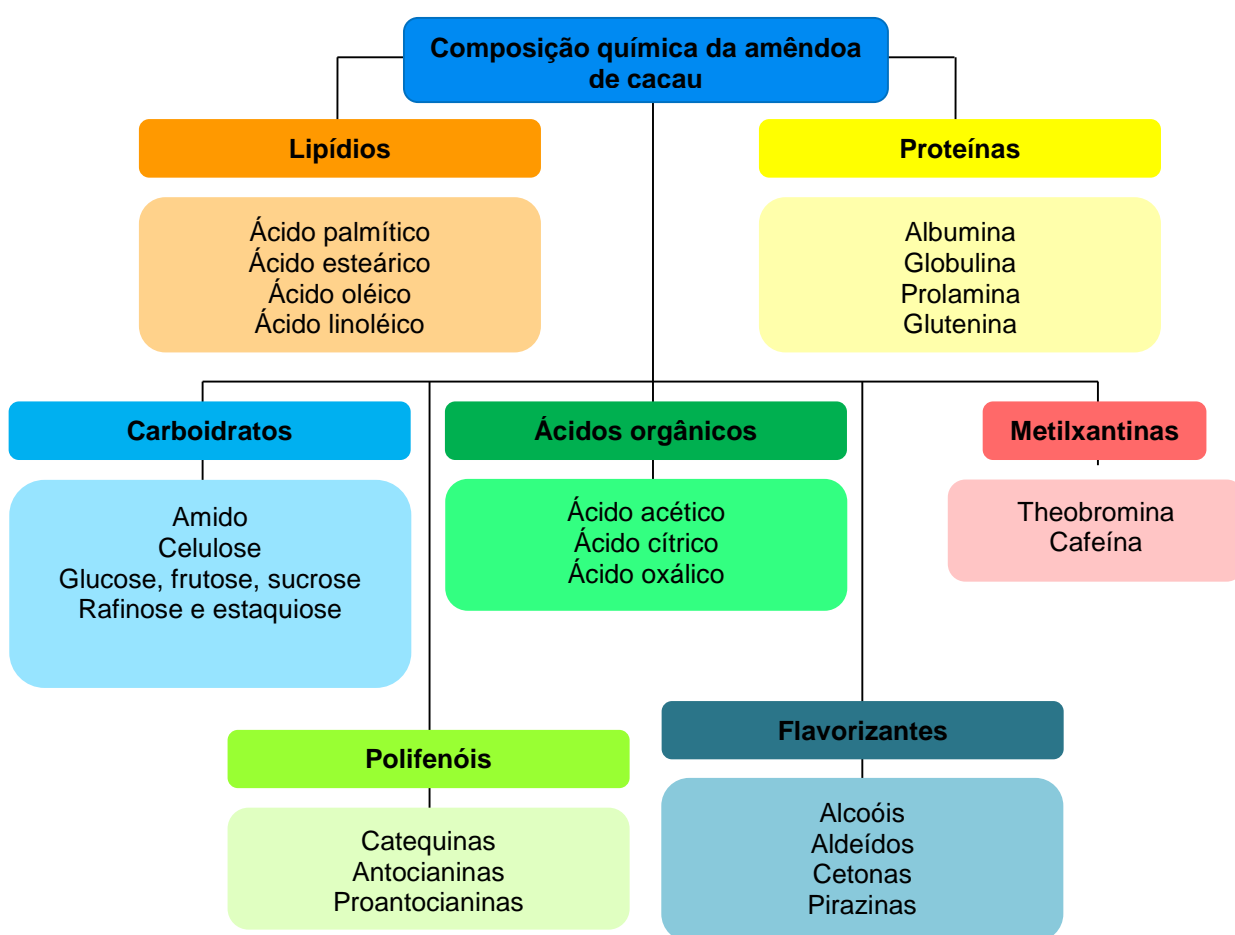 Composição química da amêndoa
de cacau
Lipídios
Ácido palmítico
Ácido esteárico
Ácido oléico
Ácido linoléico
Proteínas
Albumina
Globulina
Prolamina
Glutenina
Carboidratos
Amido
Celulose
Glucose, frutose, sucrose
Rafinose e estaquiose
Ácidos orgânicos
Ácido acético
Ácido cítrico
Ácido oxálico
Metilxantinas
Theobromina
Cafeína
Polifenóis
Catequinas
Antocianinas
Proantocianinas
Flavorizantes
Alcoóis
Aldeídos
Cetonas
Pirazinas